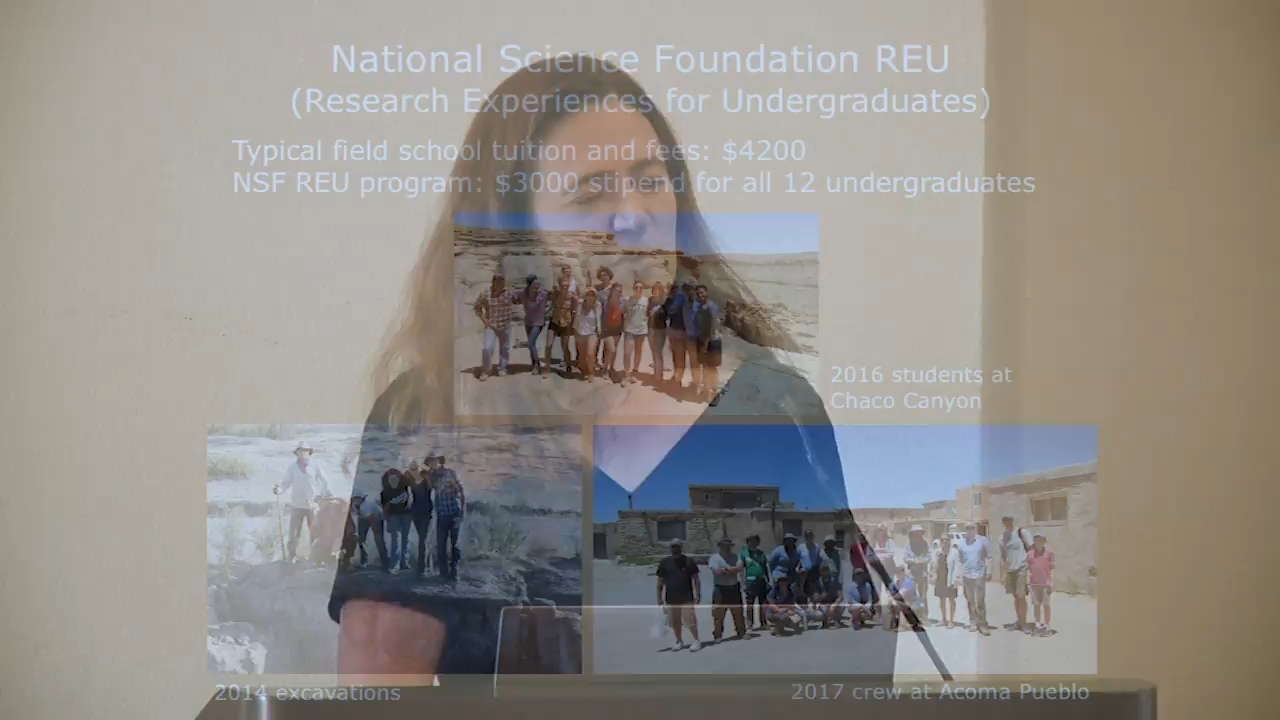 National Science Foundation REU
(Research Experiences for Undergraduates)
Typical field school tuition and fees: $4200
NSF REU program: $3000 stipend for all 12 undergraduates
2016 students at
Chaco Canyon
2014 excavations
2017 crew at Acoma Pueblo